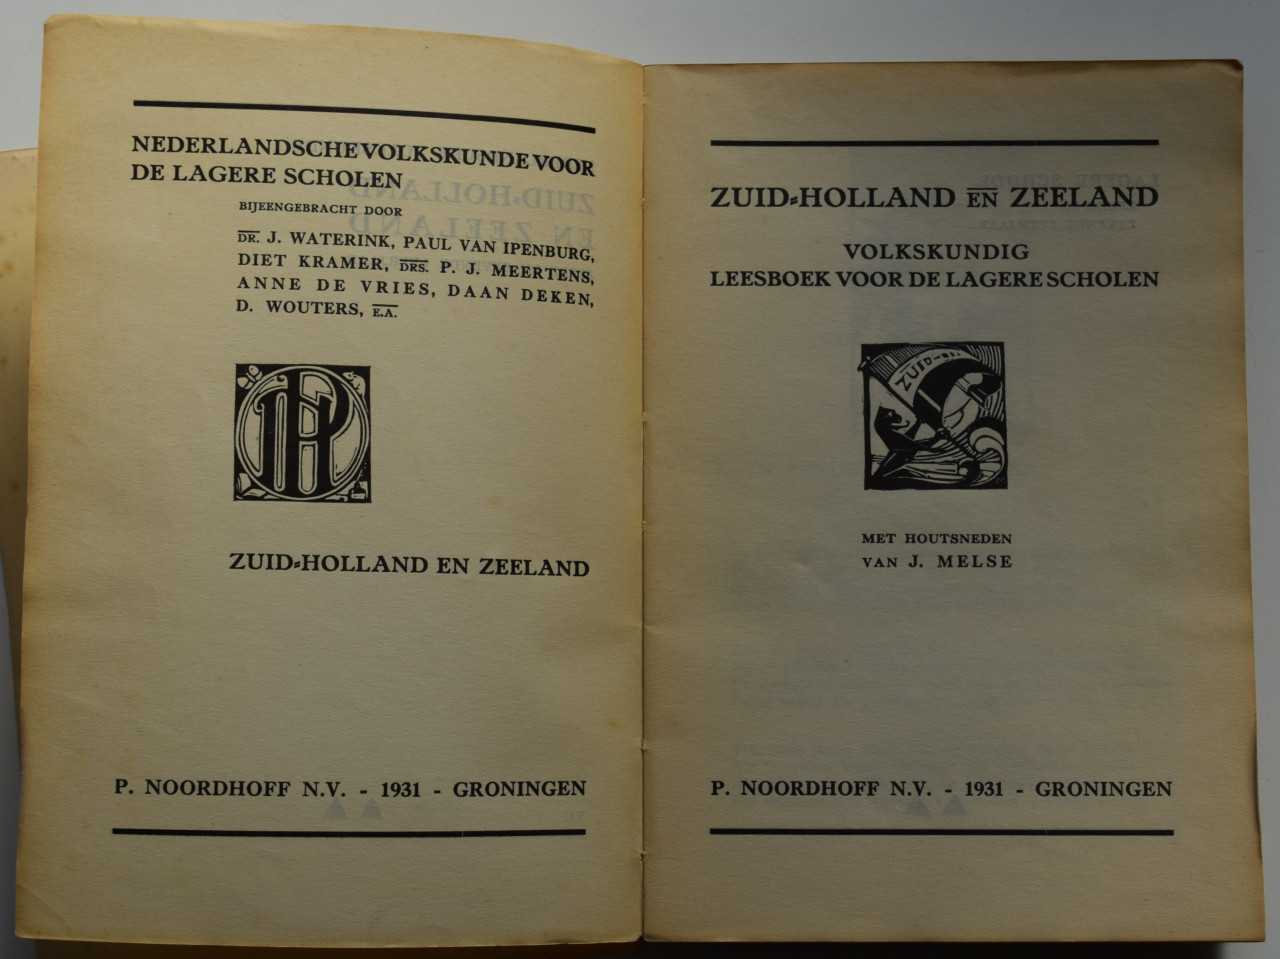 NEDERLANDSCHE VOLKSKUNDE VOOR
DE LAGERE SCHOLEN
BIJEENGEBRACHT DOOR
DR. J. WATERINK, PAUL VAN IPENBURG,
DIET KRAMER, DRS. P. J. MEERTENS,
ANNE DE VRIES, DAAN DEKEN,
D. WOUTERS, E.A.
ZUID-HOLLAND EN ZEELAND
P. NOORDHOFF N.V. - 1931 - GRONINGEN
ZUID-HOLLAND EN ZEELAND
VOLKSKUNDIG
LEESBOEK VOOR DE LAGERE SCHOLEN
ZUID-
MET HOUTSNEDEN
VAN J. MELSE
P. NOORDHOFF N.V. - 1931 - GRONINGEN